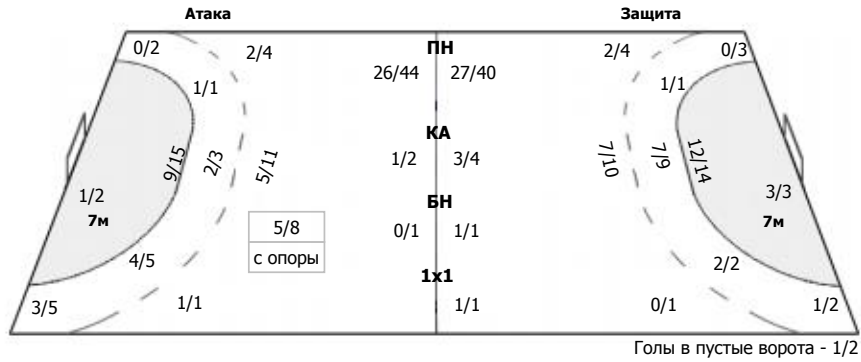 Атака Защита
0/2 2/4 ПН 2/4 0/3
26/44 27/40
1/1 1/1
КА
9/15 2/3 5/11 1/2 3/4 7/10 7/9 12/14
1/2 3/3
7м БН 7м
5/8 0/1 1/1
с опоры
4/5 2/2
1x1
3/5 1/1 1/1 0/1 1/2
Голы в пустые ворота - 1/2